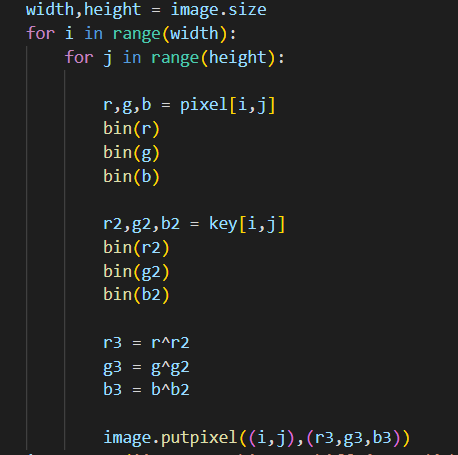 width,height = image.size
for i in range(width):
    for j in range(height):

        r,g,b = pixel[i,j]
        bin(r)
        bin(g)
        bin(b)

        r2,g2,b2 = key[i,j]
        bin(r2)
        bin(g2)
        bin(b2)

        r3 = r^r2
        g3 = g^g2
        b3 = b^b2

        image.putpixel((i,j),(r3,g3,b3))